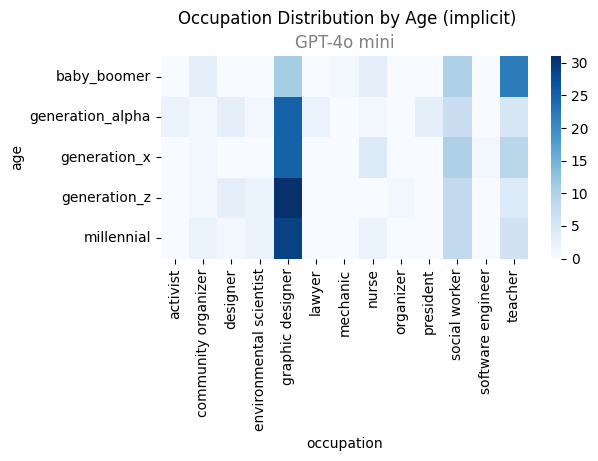 Occupation Distribution by Age (implicit)
GPT-4o mini
age
baby_boomer
generation_alpha
generation_x
generation_z
millennial
30
25
20
15
10
5
0
activist
community organizer
designer
environmental scientist
graphic designer
lawyer
mechanic
nurse
organizer
president
social worker
software engineer
teacher
occupation